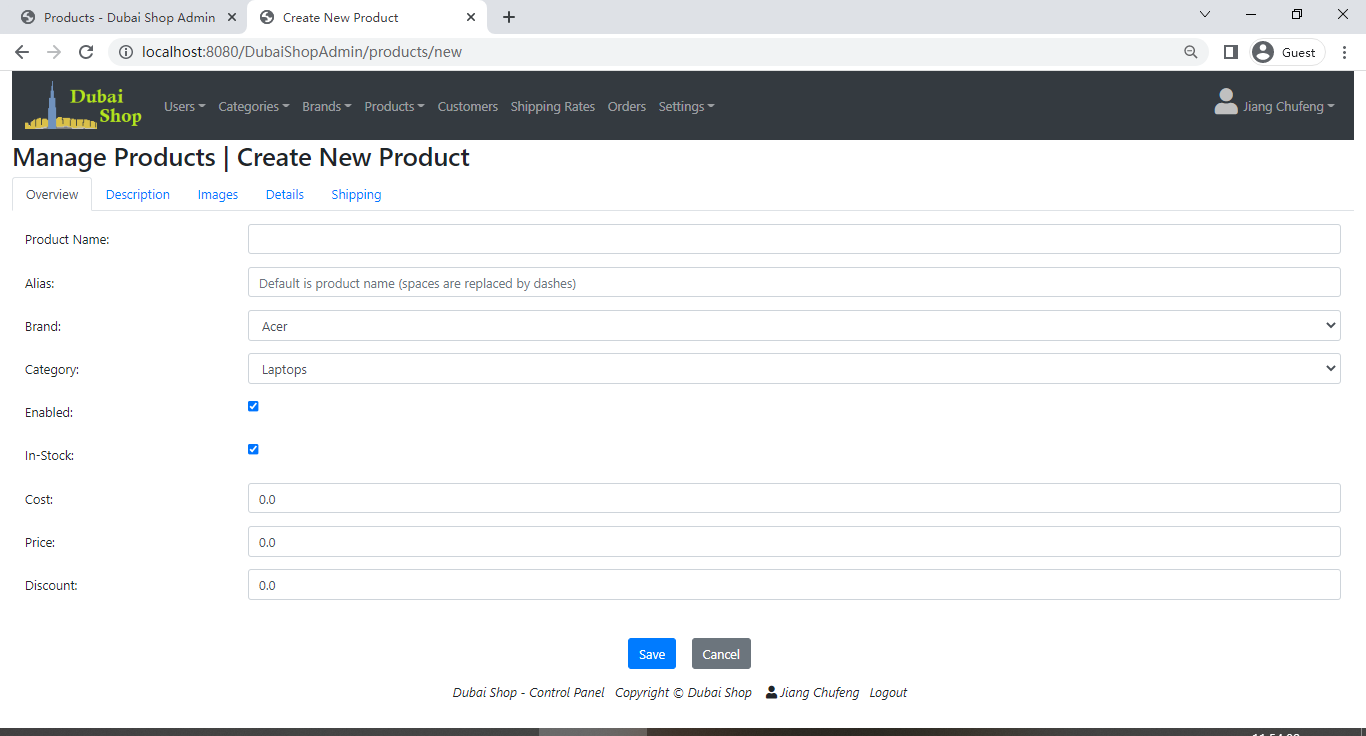 Products - Dubai Shop Admin
Create New Product
localhost:8080/DubaiShopAdmin/products/new
Guest
Dubai
Shop
Users Categories Brands Products Customers Shipping Rates Orders Settings
Jiang Chufeng
Manage Products | Create New Product
Overview Description Images Details Shipping
Product Name:
Alias: Default is product name (spaces are replaced by dashes)
Brand: Acer
Category: Laptops
Enabled:
In-Stock:
Cost: 0.0
Price: 0.0
Discount: 0.0
Save Cancel
Dubai Shop - Control Panel Copyright © Dubai Shop Jiang Chufeng Logout